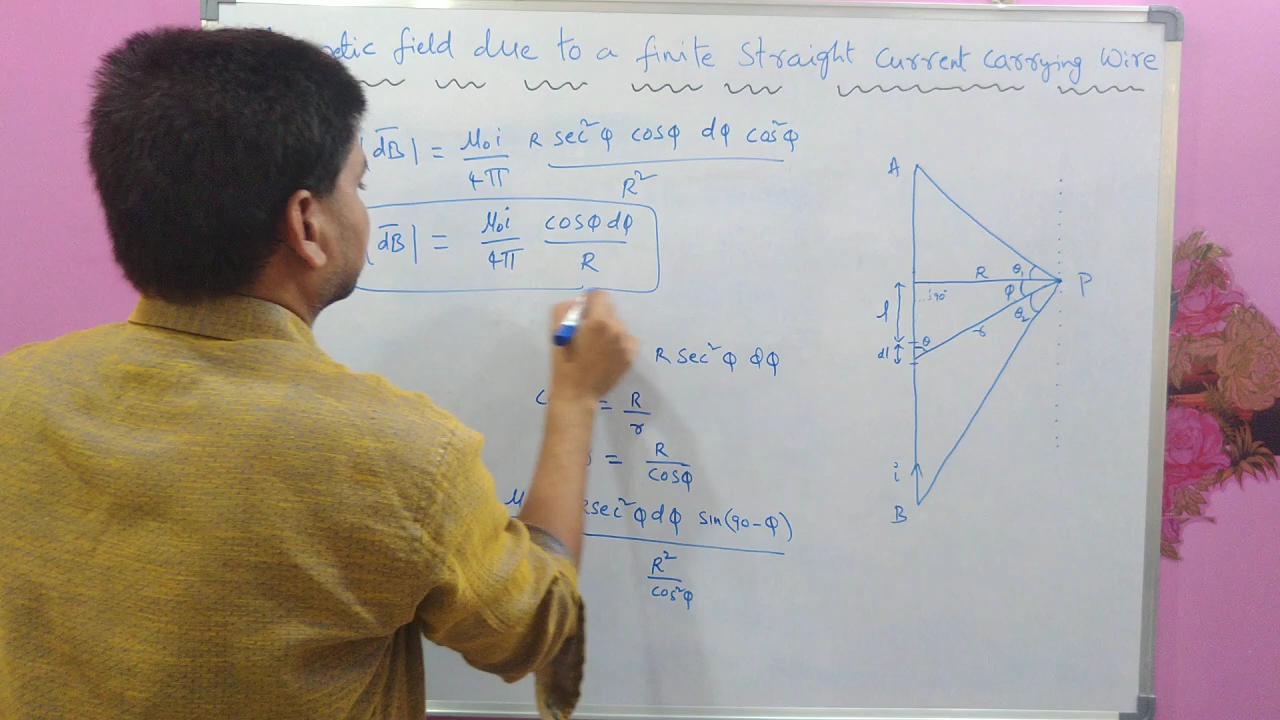 field due to a finite Straight Current Carrying Wire
|dB̅| = μ₀i/4π R sec²φ cosφ dφ cos²φ / R²
dB̅| = μ₀i/4π cosφ dφ / R
R sec²φ dφ
= R/r
= R/cosφ
sec²φ dφ sin(90-φ)
R²/cos²φ
A
R
θ₁
P
90°
φ
l
θ₂
r
θ
dl
i
B